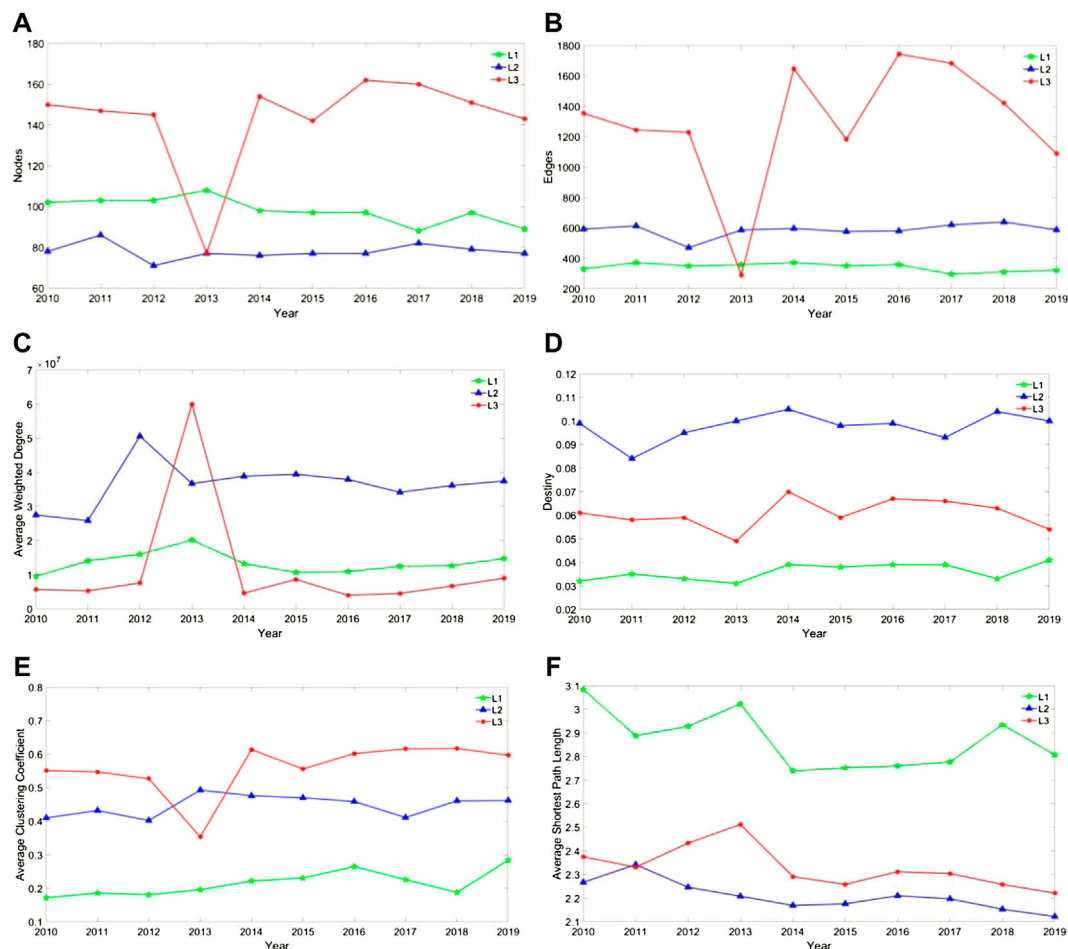 A
180
160
140
120
100
80
60
Nodes
L1
L2
L3
2010 2011 2012 2013 2014 2015 2016 2017 2018 2019
Year
B
1800
1600
1400
1200
1000
800
600
400
200
Edges
L1
L2
L3
2010 2011 2012 2013 2014 2015 2016 2017 2018 2019
Year
C
× 10^7
7
6
5
4
3
2
1
0
Average Weighted Degree
L1
L2
L3
2010 2011 2012 2013 2014 2015 2016 2017 2018 2019
Year
D
0.12
0.11
0.1
0.09
0.08
0.07
0.06
0.05
0.04
0.03
0.02
Destiny
L1
L2
L3
2010 2011 2012 2013 2014 2015 2016 2017 2018 2019
Year
E
0.8
0.7
0.6
0.5
0.4
0.3
0.2
0.1
Average Clustering Coefficient
L1
L2
L3
2010 2011 2012 2013 2014 2015 2016 2017 2018 2019
Year
F
3.1
3
2.9
2.8
2.7
2.6
2.5
2.4
2.3
2.2
2.1
Average Shortest Path Length
L1
L2
L3
2010 2011 2012 2013 2014 2015 2016 2017 2018 2019
Year